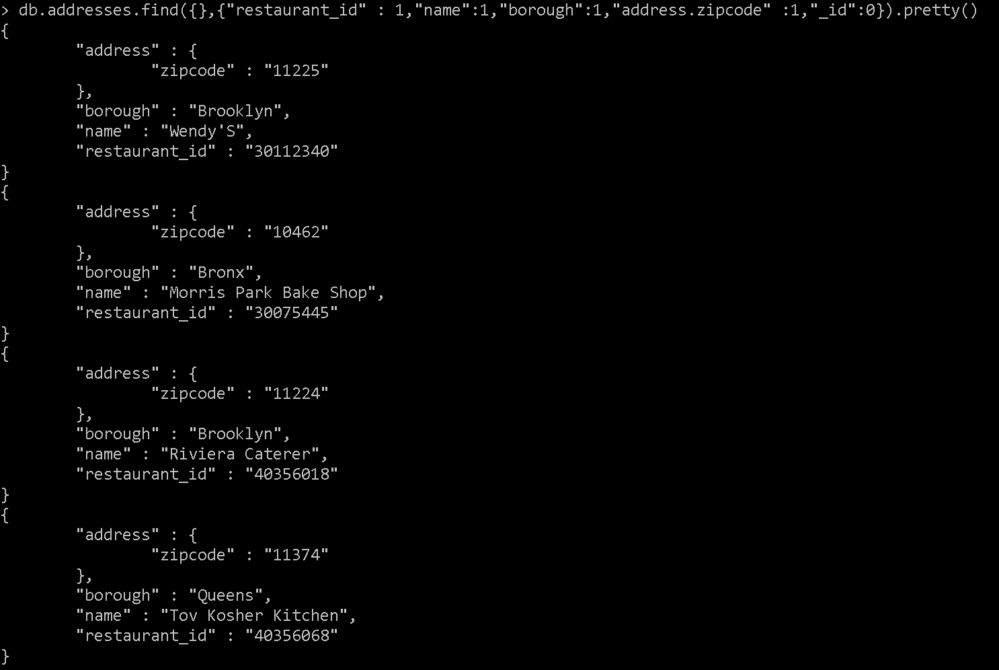 > db.addresses.find({},{"restaurant_id" : 1,"name":1,"borough":1,"address.zipcode" :1,"_id":0}).pretty()
{
        "address" : {
                "zipcode" : "11225"
        },
        "borough" : "Brooklyn",
        "name" : "Wendy'S",
        "restaurant_id" : "30112340"
}
{
        "address" : {
                "zipcode" : "10462"
        },
        "borough" : "Bronx",
        "name" : "Morris Park Bake Shop",
        "restaurant_id" : "30075445"
}
{
        "address" : {
                "zipcode" : "11224"
        },
        "borough" : "Brooklyn",
        "name" : "Riviera Caterer",
        "restaurant_id" : "40356018"
}
{
        "address" : {
                "zipcode" : "11374"
        },
        "borough" : "Queens",
        "name" : "Tov Kosher Kitchen",
        "restaurant_id" : "40356068"
}